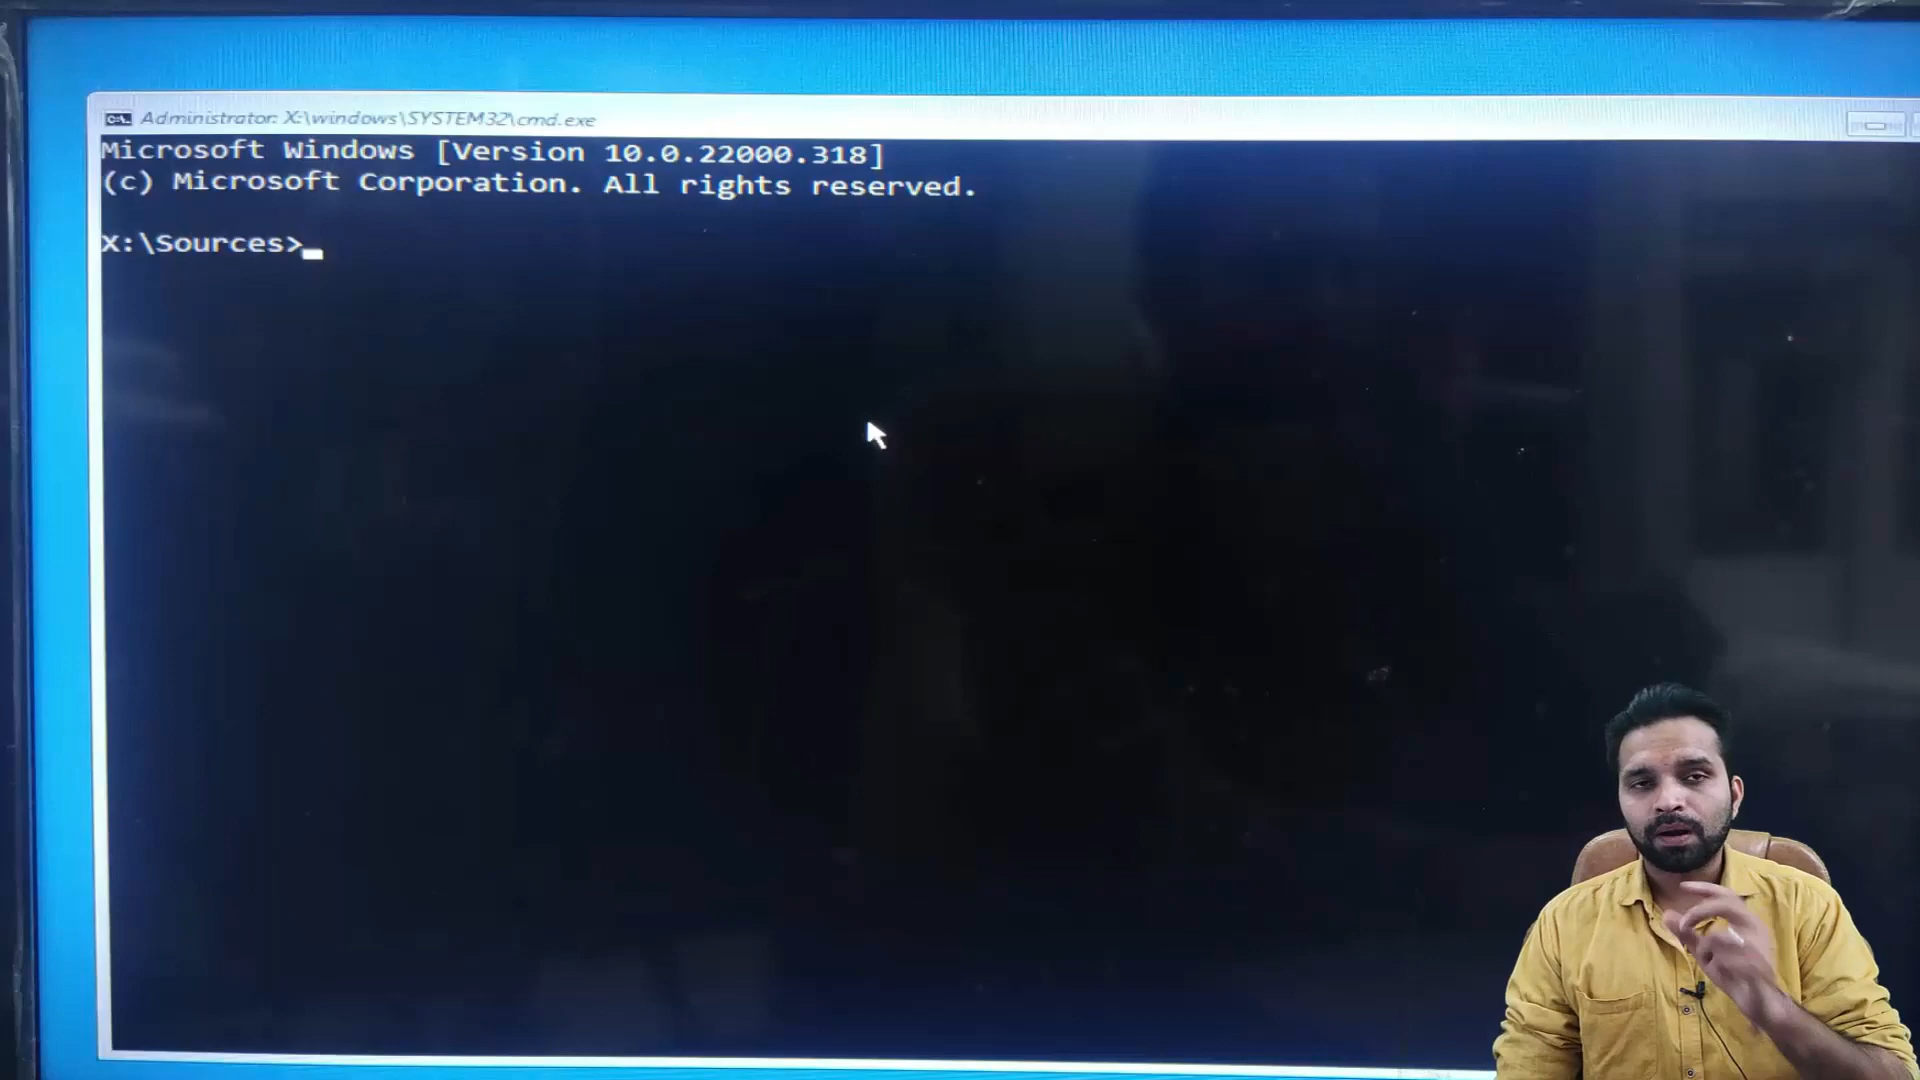 Administrator: X:\windows\SYSTEM32\cmd.exe
Microsoft Windows [Version 10.0.22000.318]
(c) Microsoft Corporation. All rights reserved.
X:\Sources>